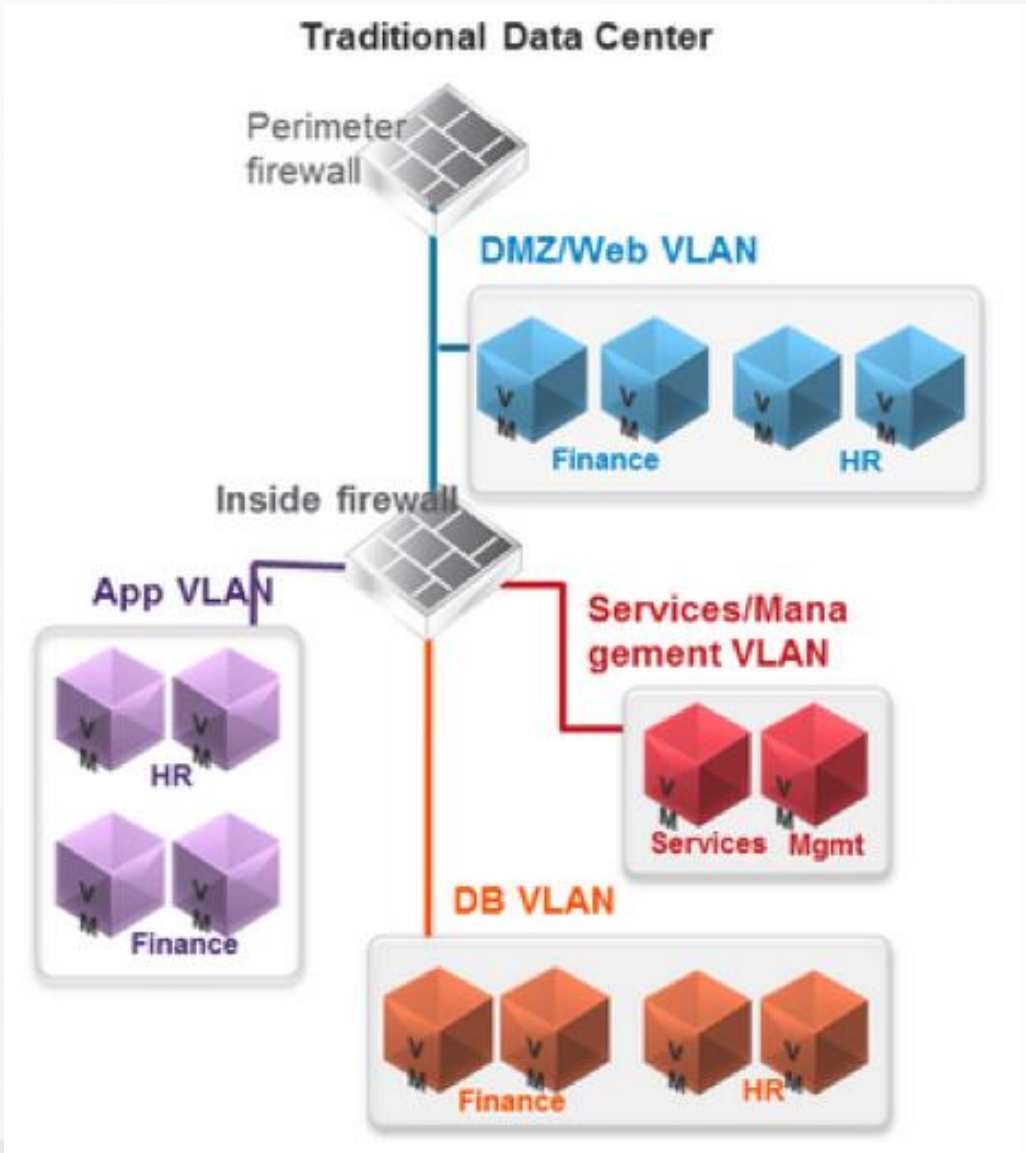 Traditional Data Center
Perimeter
firewall
DMZ/Web VLAN
V
M
V
M
V
M
V
M
Finance
HR
Inside firewall
App VLAN
Services/Mana
gement VLAN
V
M
V
M
HR
V
M
V
M
Finance
V
M
V
M
Services
Mgmt
DB VLAN
V
M
V
M
V
M
V
M
Finance
HR